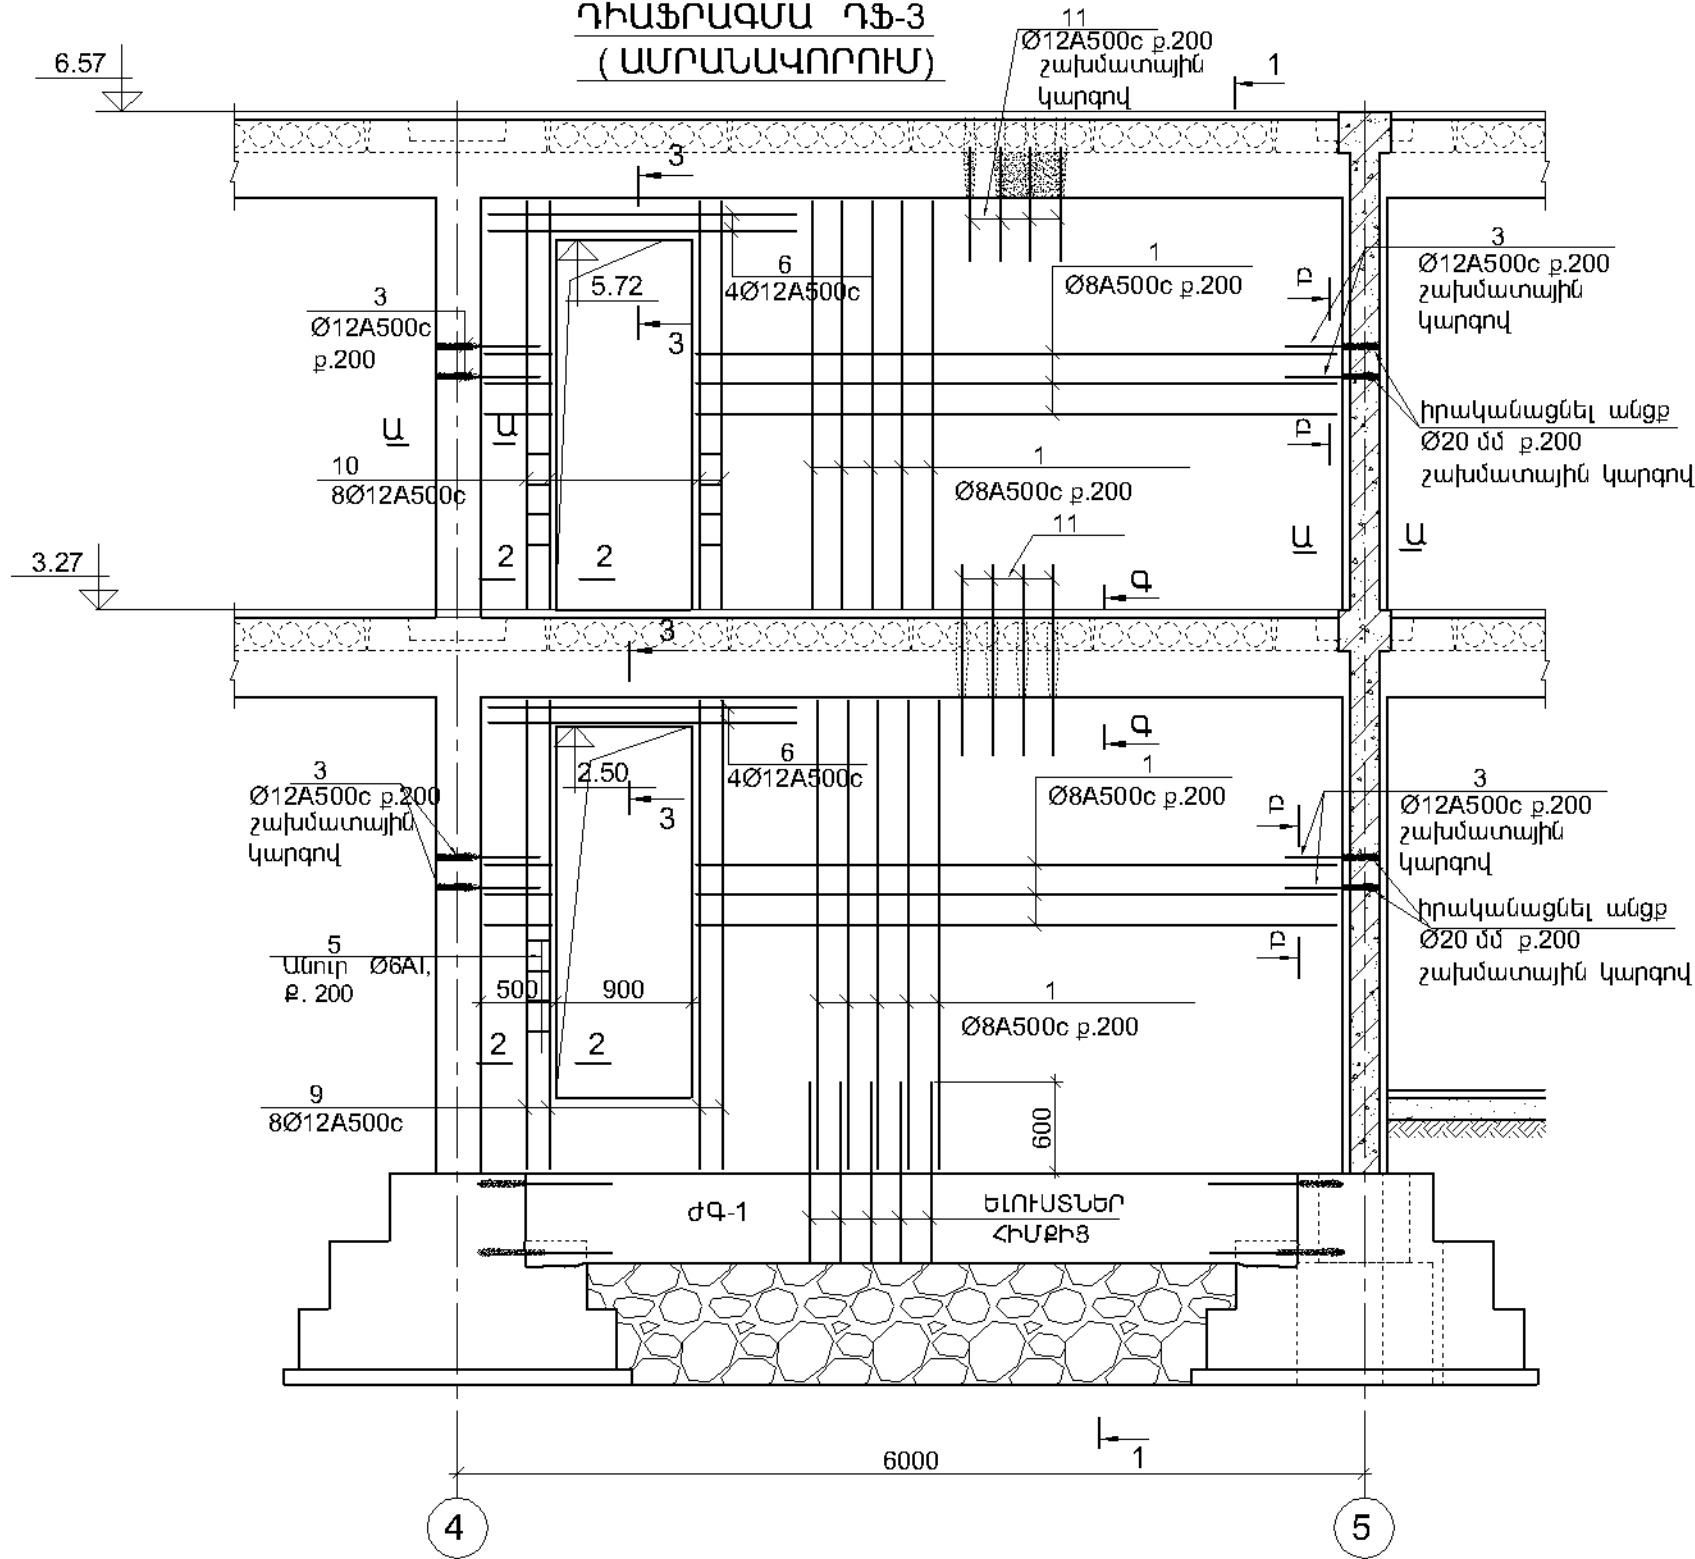 ԴԻԱՖՐԱԳՄԱ ԴՖ-3
( ԱՄՐԱՆԱՎՈՐՈՒՄ)
11
Ø12A500c ք.200
շախմատային
կարգով
1
6.57
3
3
Ø12A500c ք.200
շախմատային
կարգով
6
4Ø12A500c
1
Ø8A500c ք.200
Բ
5.72
3
Ø12A500c
ք.200
3
իրականացնել անցք
Ø20 մմ ք.200
շախմատային կարգով
Ա
Ա
Բ
10
8Ø12A500c
1
Ø8A500c ք.200
11
Ա
Ա
2
2
3.27
Գ
3
Գ
6
4Ø12A500c
3
Ø12A500c ք.200
շախմատային
կարգով
2.50
3
1
Ø8A500c ք.200
Բ
3
Ø12A500c ք.200
շախմատային
կարգով
իրականացնել անցք
Ø20 մմ ք.200
շախմատային կարգով
5
Անուր Ø6AI,
Ք. 200
Բ
500
900
1
Ø8A500c ք.200
2
2
9
8Ø12A500c
600
ԺԳ-1
ԵԼՈՒՍՏՆԵՐ
ՀԻՄՔԻՑ
1
6000
4
5